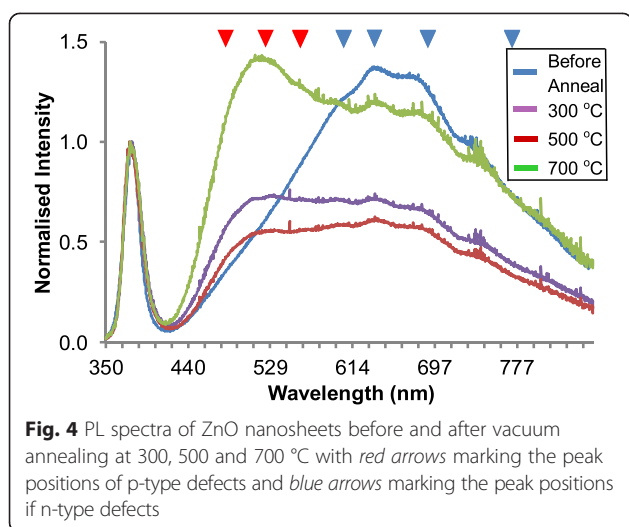 1.5
1.0
0.5
0.0
Normalised Intensity
350 440 529 614 697 777
Wavelength (nm)
Before
Anneal
300 °C
500 °C
700 °C
Fig. 4 PL spectra of ZnO nanosheets before and after vacuum
annealing at 300, 500 and 700 °C with red arrows marking the peak
positions of p-type defects and blue arrows marking the peak positions
if n-type defects